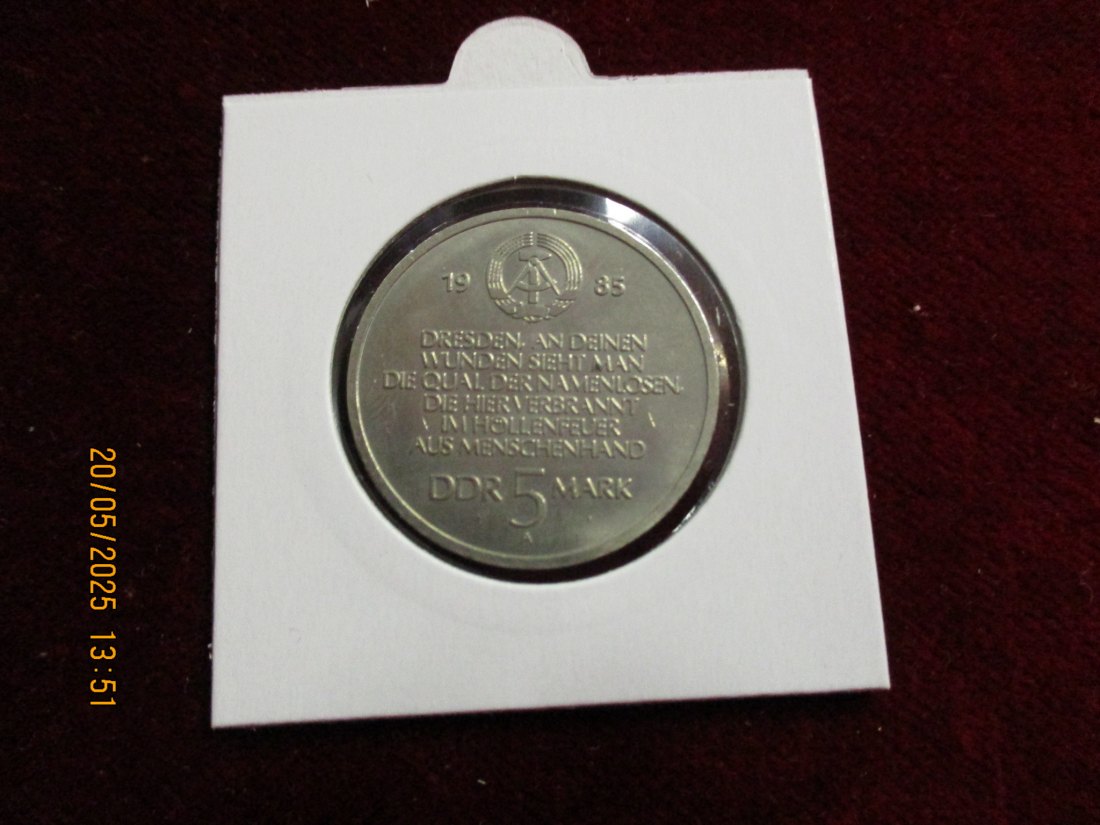 19 85
DRESDEN. AN DEINEN
WUNDEN SIEHT MAN
DIE QUAL DER NAMENLOSEN,
DIE HIER VERBRANNT
IM HÖLLENFEUER
AUS MENSCHENHAND
DDR 5 MARK
A
20/05/2025 13:51